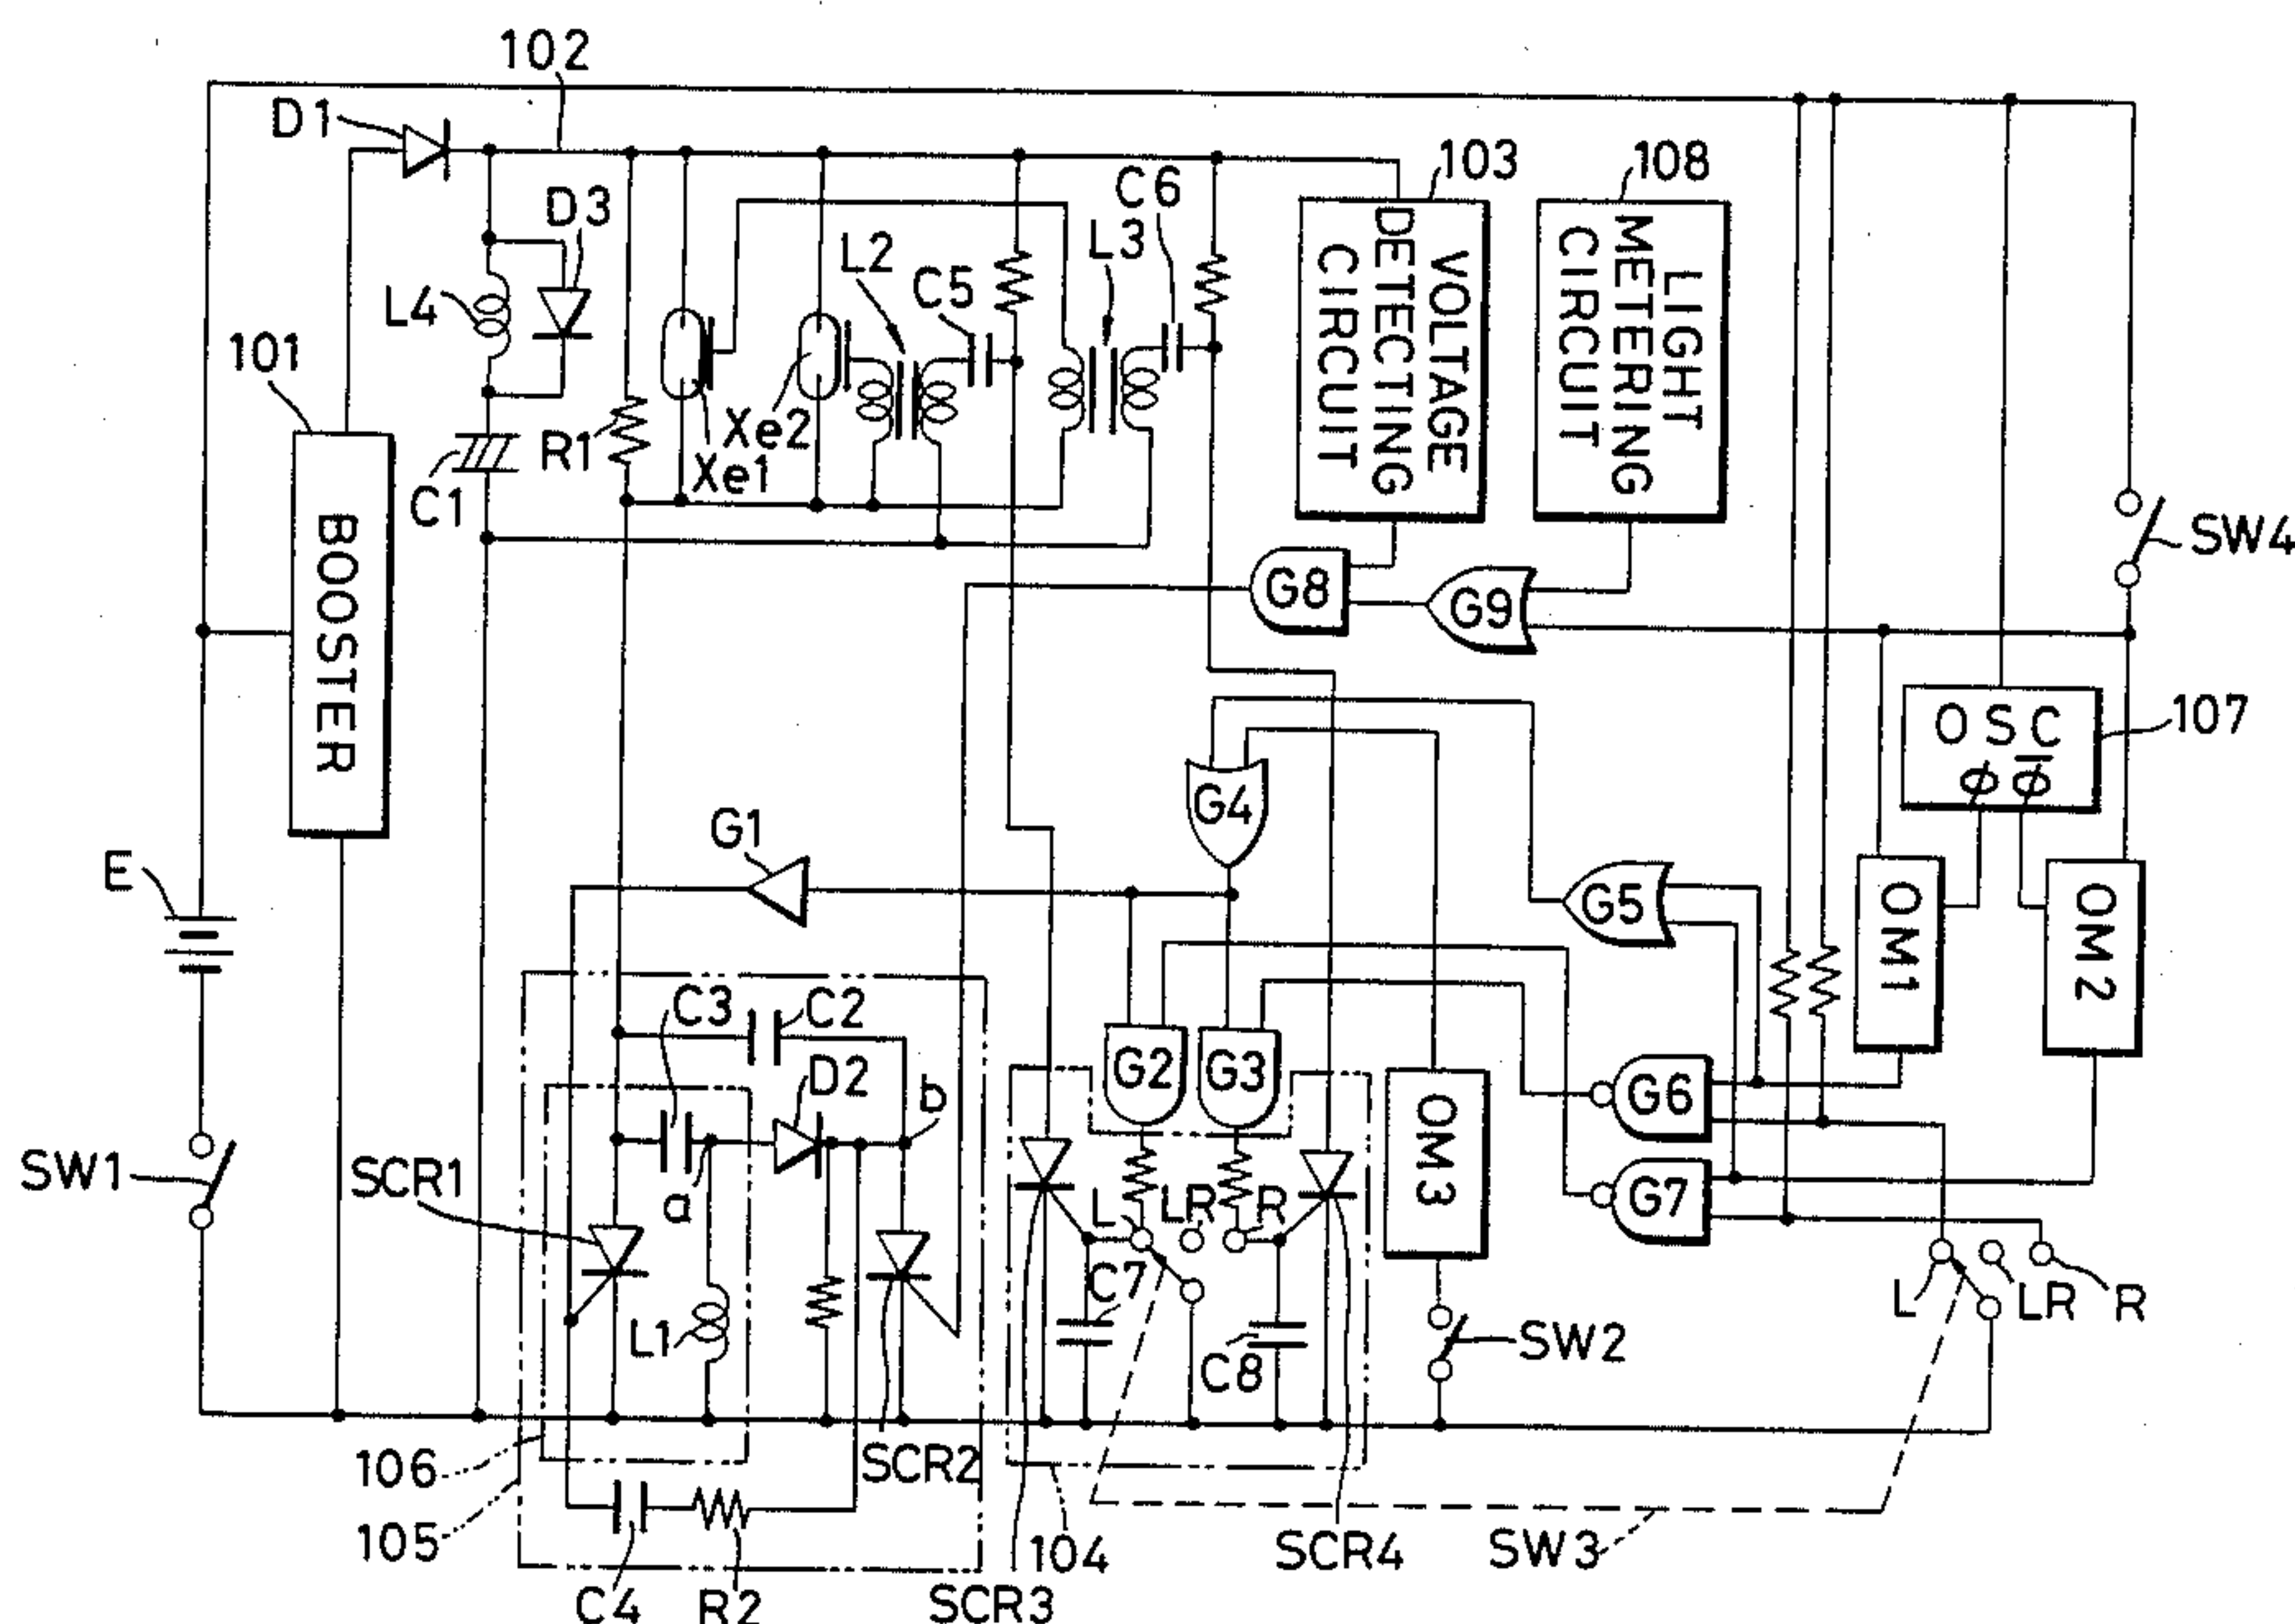 102
D1
103
108
C6
D3
L2
L3
C5
L4
101
VOLTAGE
DETECTING
CIRCUIT
LIGHT
METERING
CIRCUIT
Xe2
R1
Xe1
C1
BOOSTER
SW4
G8
G9
OSC
107
φ φ̅
G4
G1
E
G5
OM1
OM2
C3
C2
D2
b
G2
G3
G6
OM3
SW1
SCR1
a
L
LR
R
G7
C7
L1
C8
SW2
L
LR
R
106
SCR2
105
104
SCR4
SW3
C4
R2
SCR3